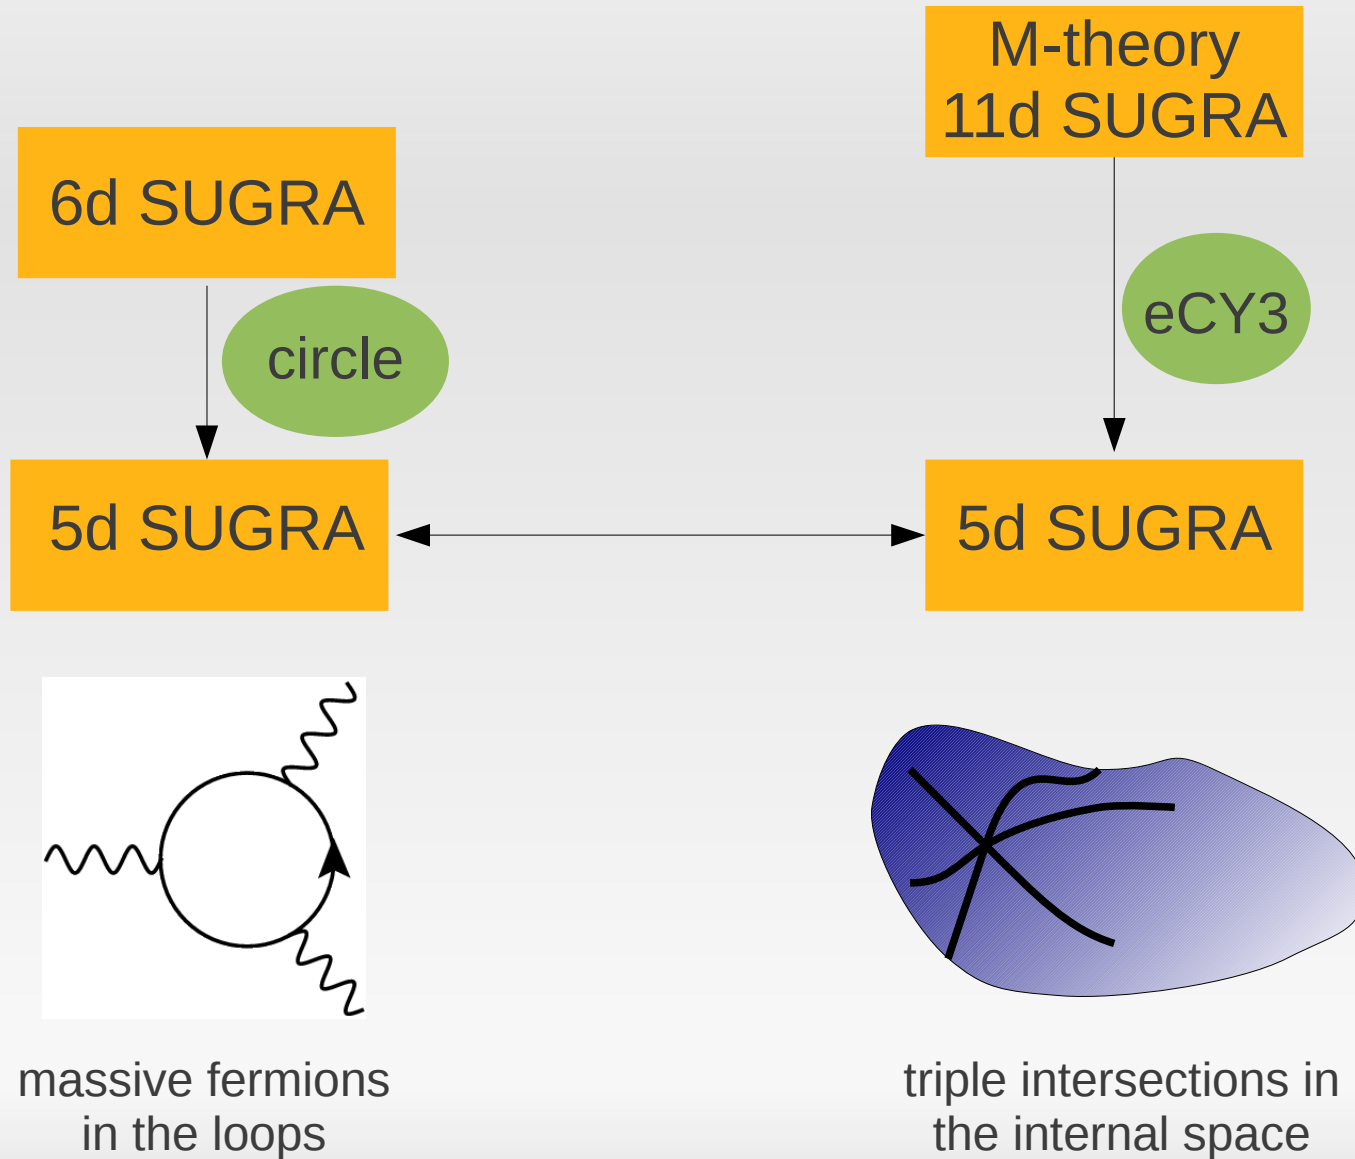 M-theory
11d SUGRA
6d SUGRA
circle
eCY3
5d SUGRA
5d SUGRA
massive fermions
in the loops
triple intersections in
the internal space